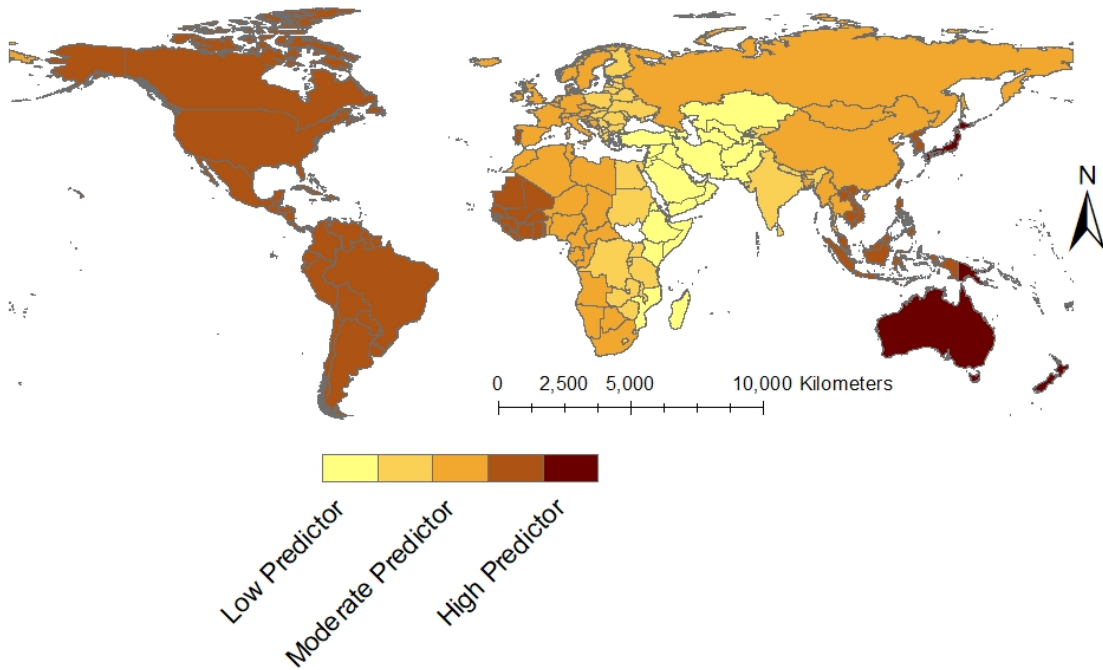 N
0 2,500 5,000 10,000 Kilometers
Low Predictor
Moderate Predictor
High Predictor